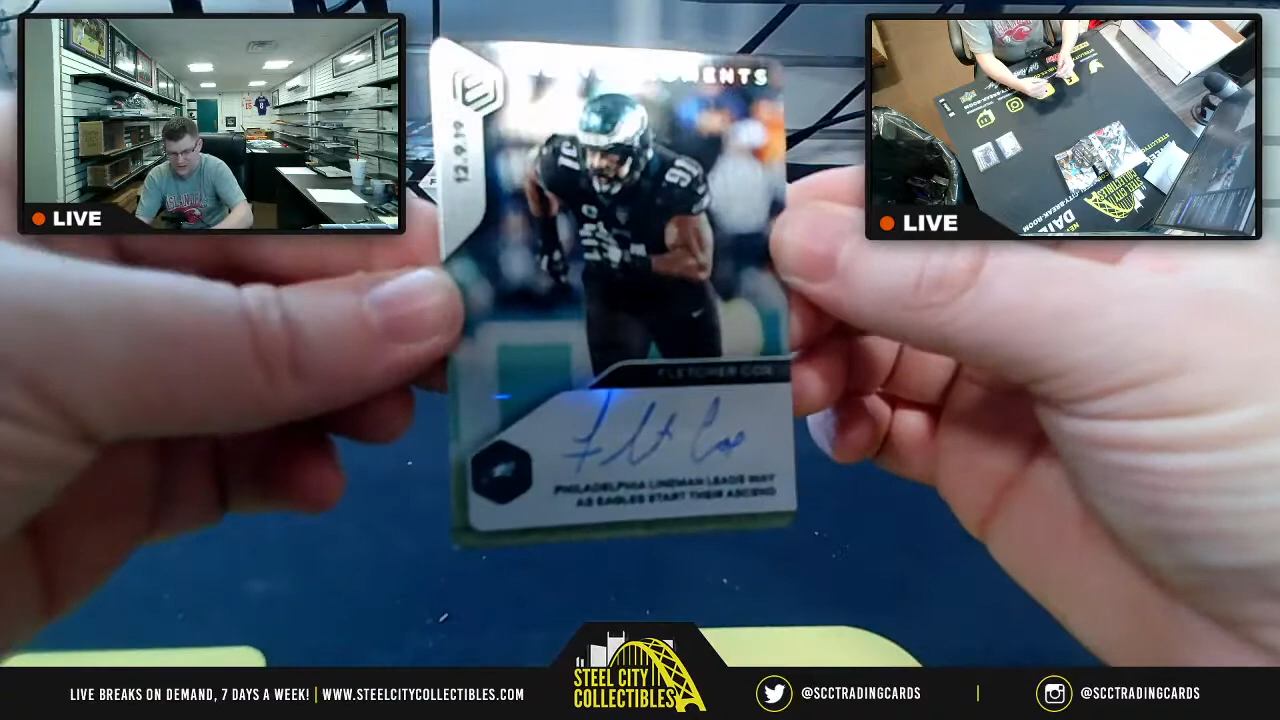 LIVE
LIVE
12.9.19
91
FLETCHER COX
PHILADELPHIA LINEMAN LEADS WAY
AS EAGLES START THEIR ASCEND
STEEL CITY
COLLECTIBLES
LIVE BREAKS ON DEMAND, 7 DAYS A WEEK! | WWW.STEELCITYCOLLECTIBLES.COM
@SCCTRADINGCARDS
|
@SCCTRADINGCARDS